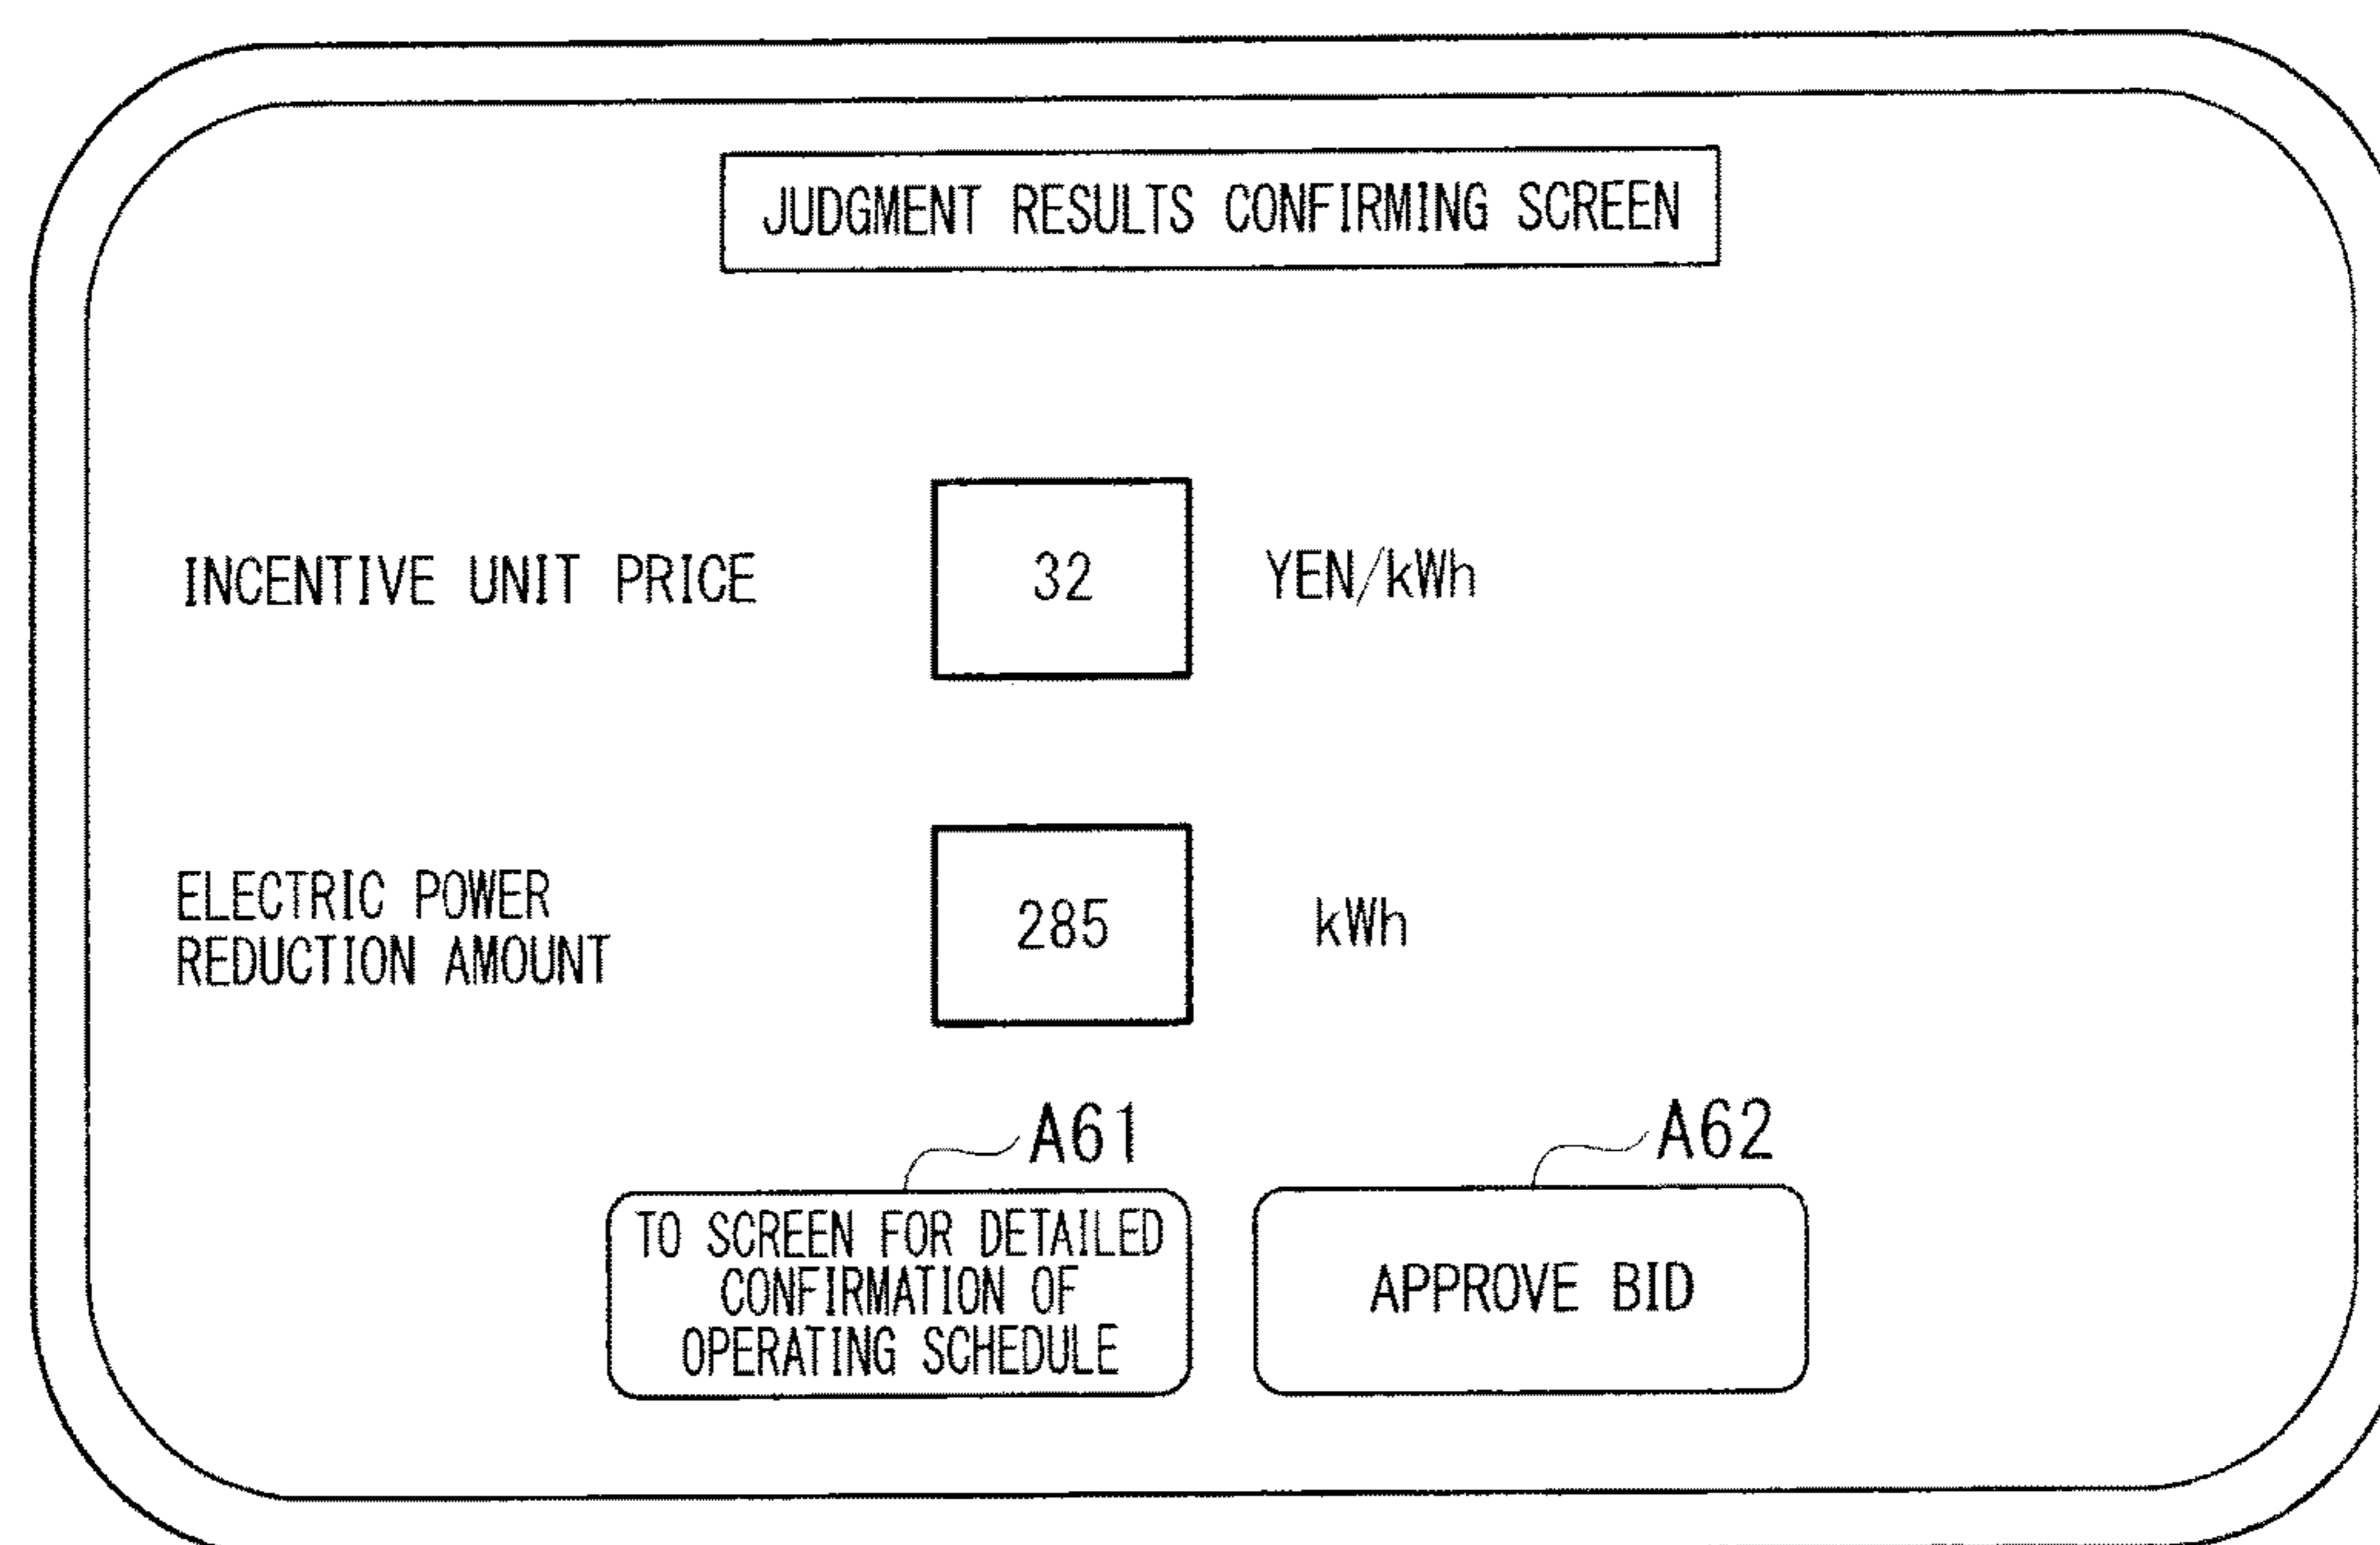 JUDGMENT RESULTS CONFIRMING SCREEN
INCENTIVE UNIT PRICE 32 YEN/kWh
ELECTRIC POWER
REDUCTION AMOUNT
285 kWh
A61
A62
TO SCREEN FOR DETAILED
CONFIRMATION OF
OPERATING SCHEDULE
APPROVE BID